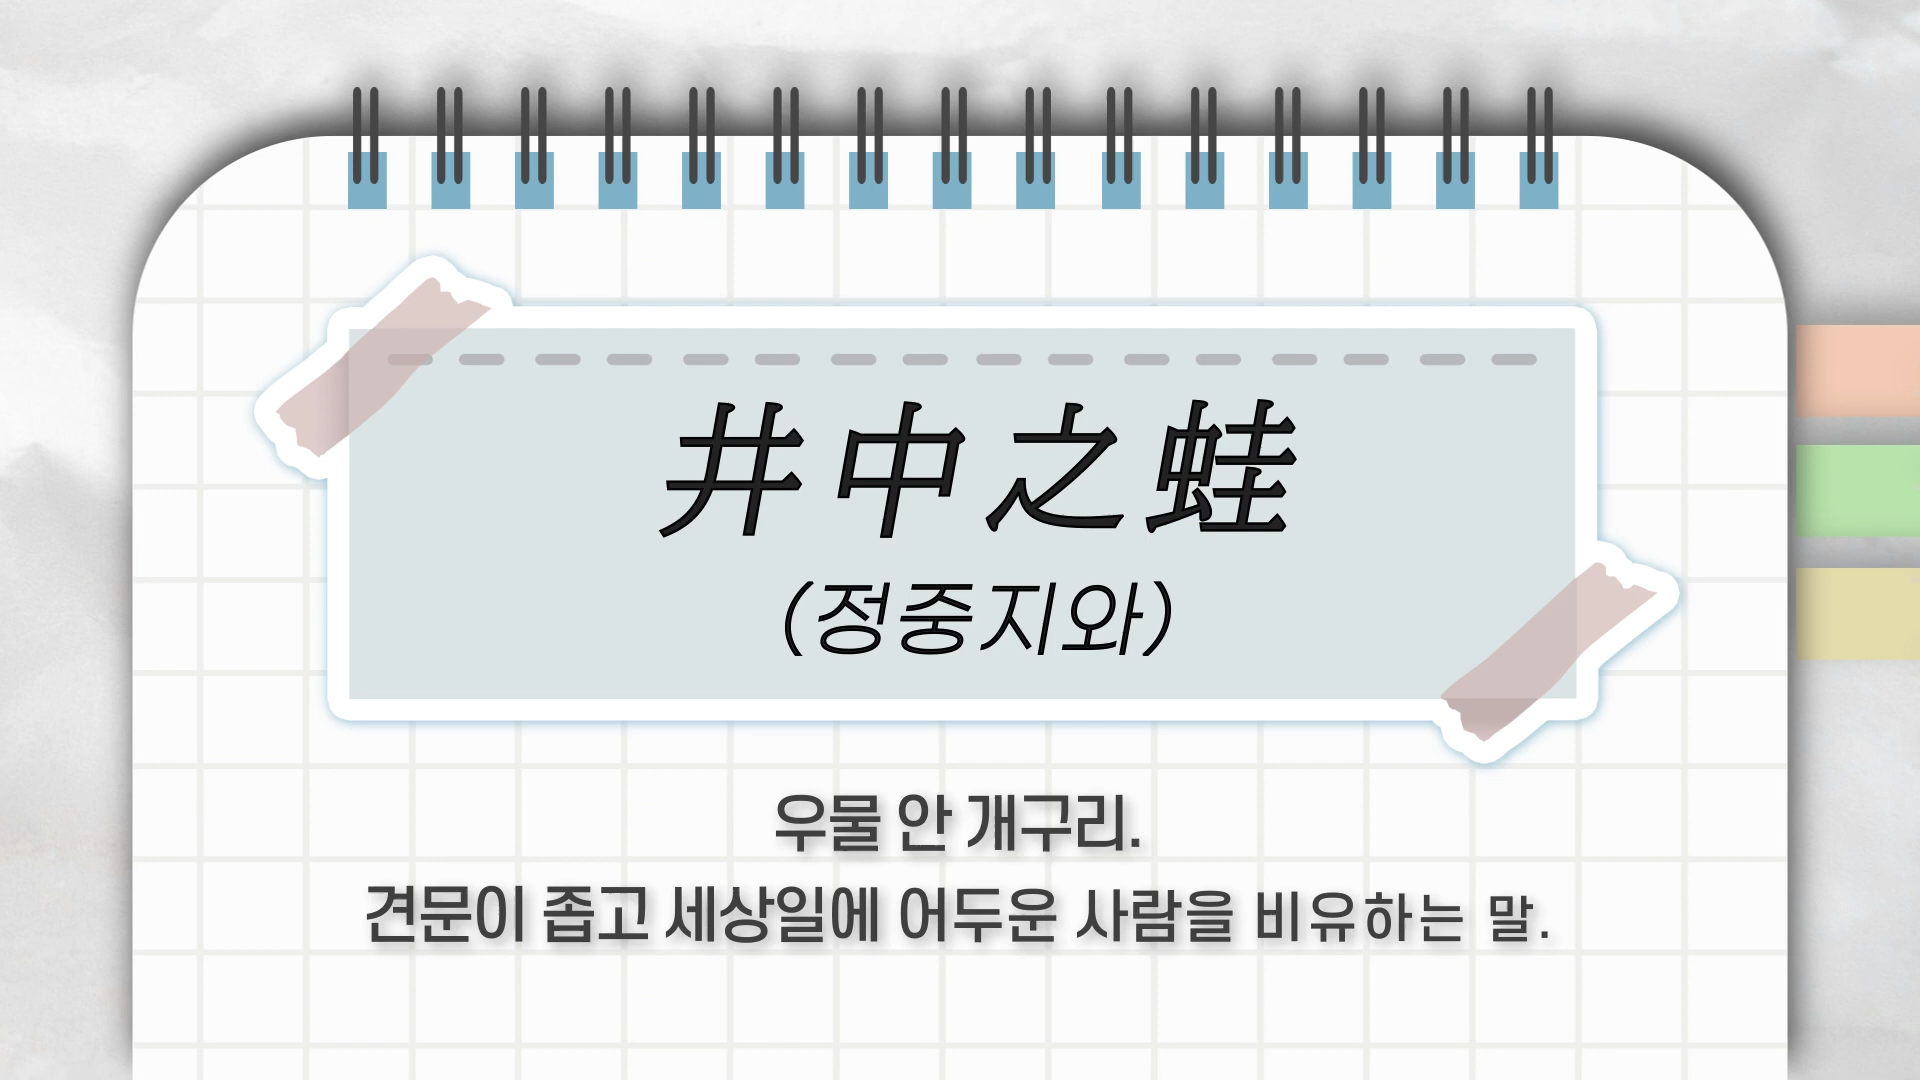 井中之蛙
(정중지와)
우물 안 개구리.
견문이 좁고 세상일에 어두운 사람을 비유하는 말.